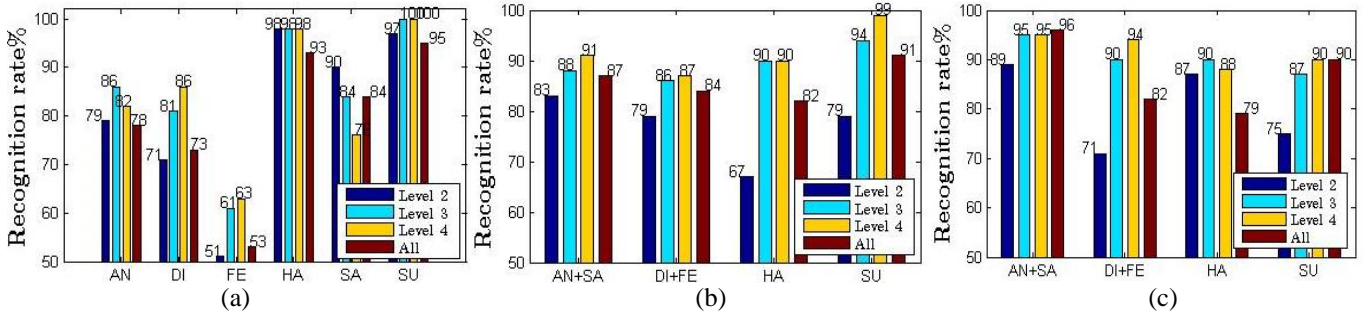 Recognition rate%
100
90
80
70
60
50
79 86 82 78
71 81 86 73
51 61 63 53
98 98 98 93
90 84 84
97 100 100 95
AN DI FE HA SA SU
Level 2
Level 3
Level 4
All
(a)
Recognition rate%
100
90
80
70
60
50
83 88 91 87
79 86 87 84
67 90 90 82
79 94 99 91
AN+SA DI+FE HA SU
Level 2
Level 3
Level 4
All
(b)
Recognition rate%
100
90
80
70
60
50
89 95 95 96
71 90 94 82
87 90 88 79
75 87 90 90
AN+SA DI+FE HA SU
Level 2
Level 3
Level 4
All
(c)